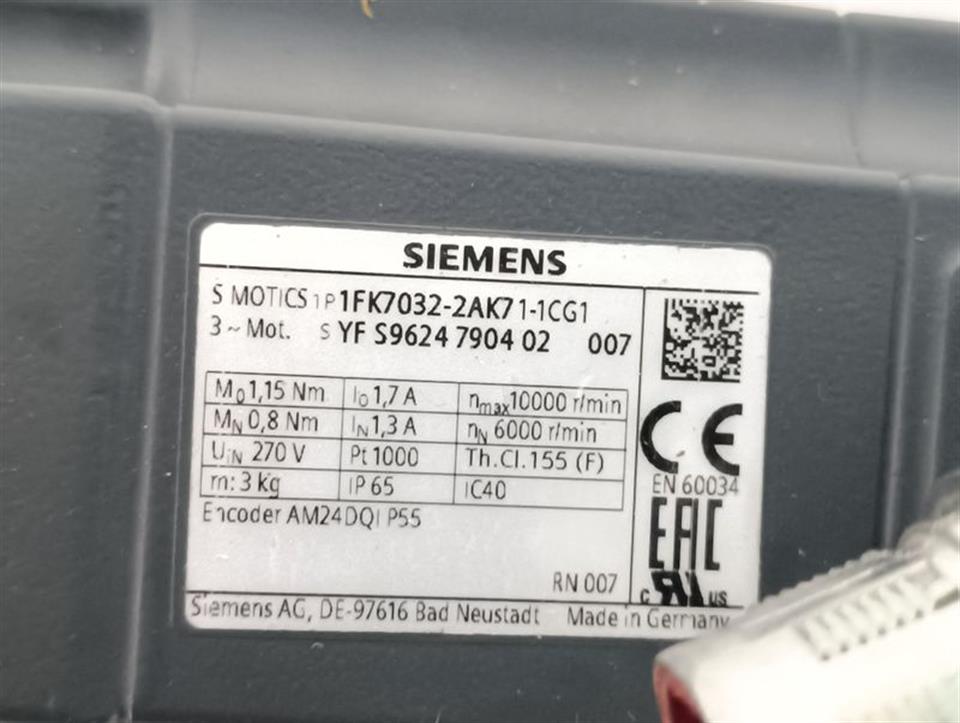 SIEMENS
S MOTICS 1P 1FK7032-2AK71-1CG1
3 ~ Mot. S YF S9624 7904 02 007
M0 1,15 Nm I0 1,7 A nmax 10000 r/min
MN 0,8 Nm IN 1,3 A nN 6000 r/min
UIN 270 V Pt 1000 Th.Cl.155 (F)
m: 3 kg IP 65 IC40
Encoder AM24DQI P55
CE
EN 60034
EAC
RN 007
c RU us
Siemens AG, DE-97616 Bad Neustadt Made in Germany